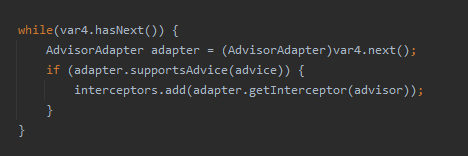 while(var4.hasNext()) {
AdvisorAdapter adapter = (AdvisorAdapter)var4.next();
if (adapter.supportsAdvice(advice)) {
interceptors.add(adapter.getInterceptor(advisor));
}
}